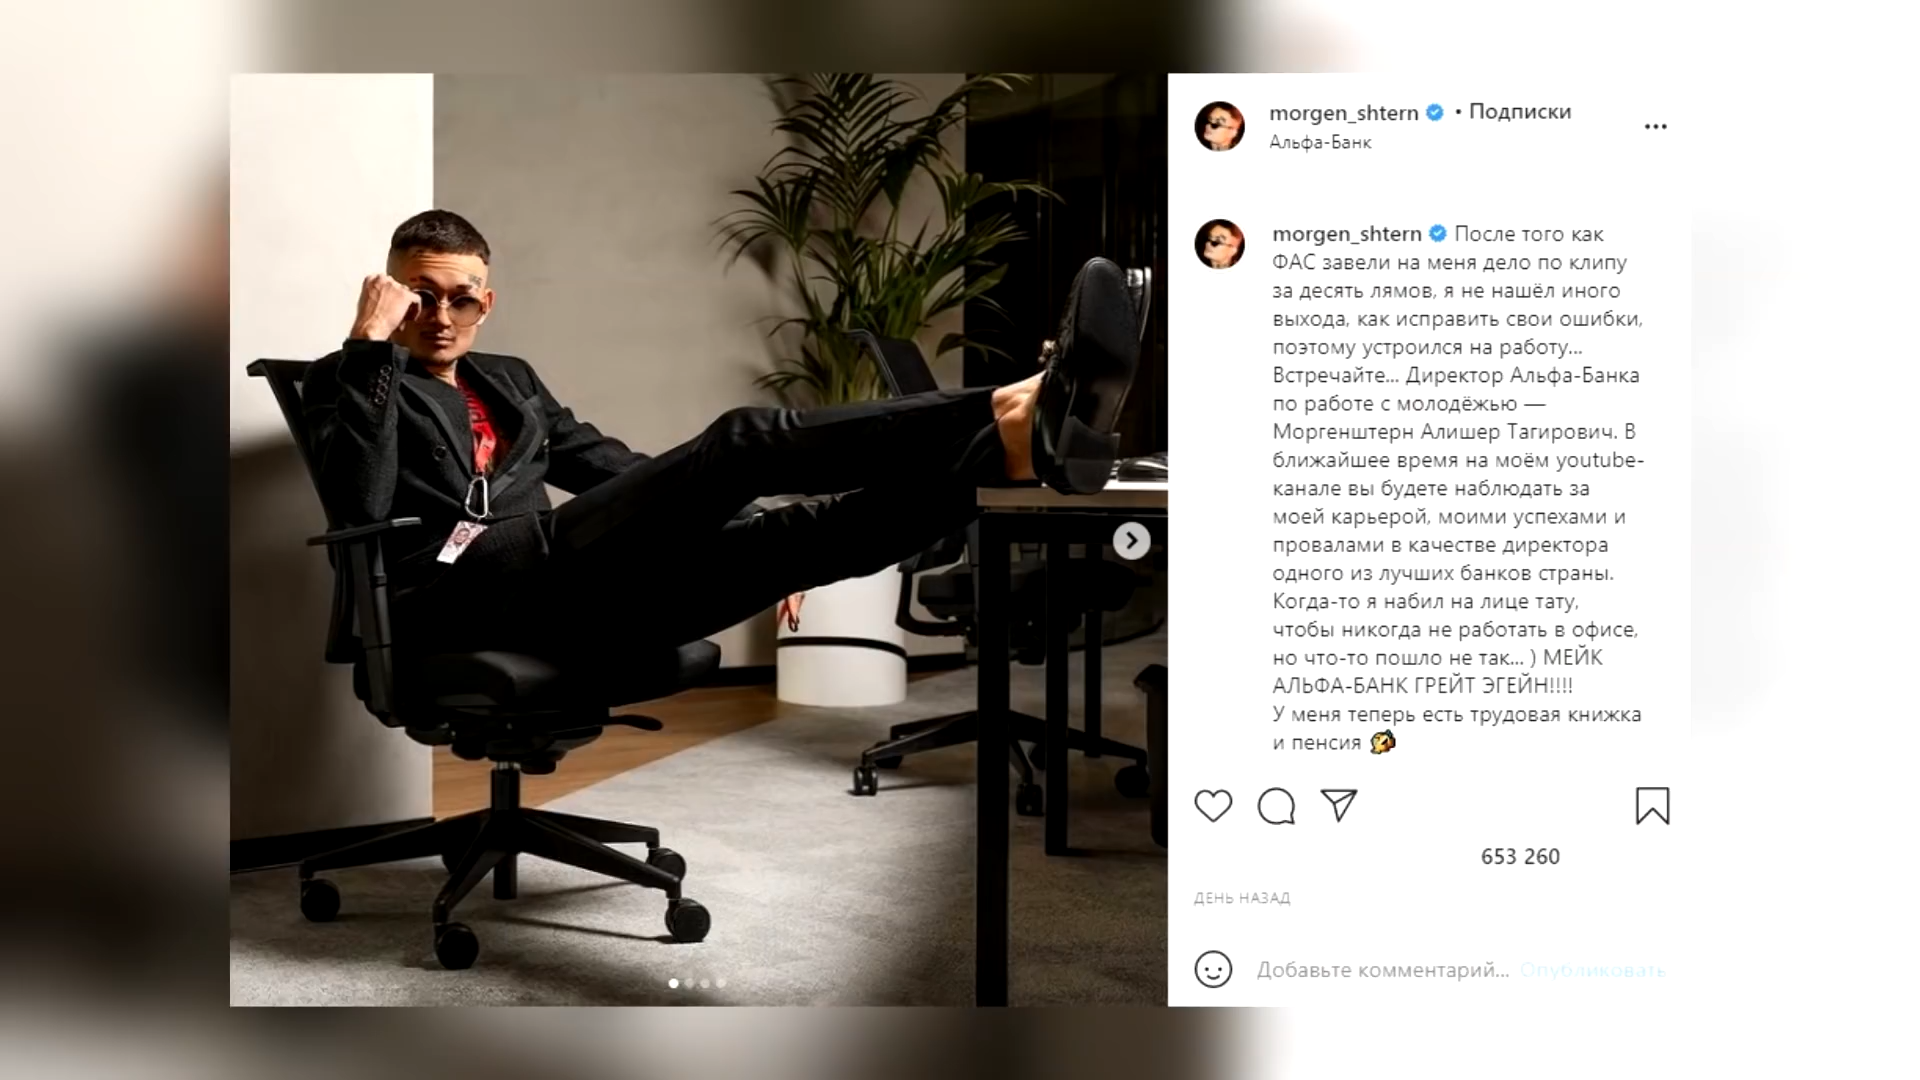 morgen_shtern • Подписки
Альфа-Банк
morgen_shtern После того как
ФАС завели на меня дело по клипу
за десять лямов, я не нашёл иного
выхода, как исправить свои ошибки,
поэтому устроился на работу...
Встречайте... Директор Альфа-Банка
по работе с молодёжью —
Моргенштерн Алишер Тагирович. В
ближайшее время на моём youtube-
канале вы будете наблюдать за
моей карьерой, моими успехами и
провалами в качестве директора
одного из лучших банков страны.
Когда-то я набил на лице тату,
чтобы никогда не работать в офисе,
но что-то пошло не так... ) МЕЙК
АЛЬФА-БАНК ГРЕЙТ ЭГЕЙН!!!!
У меня теперь есть трудовая книжка
и пенсия
653 260
ДЕНЬ НАЗАД
Добавьте комментарий... Опубликовать